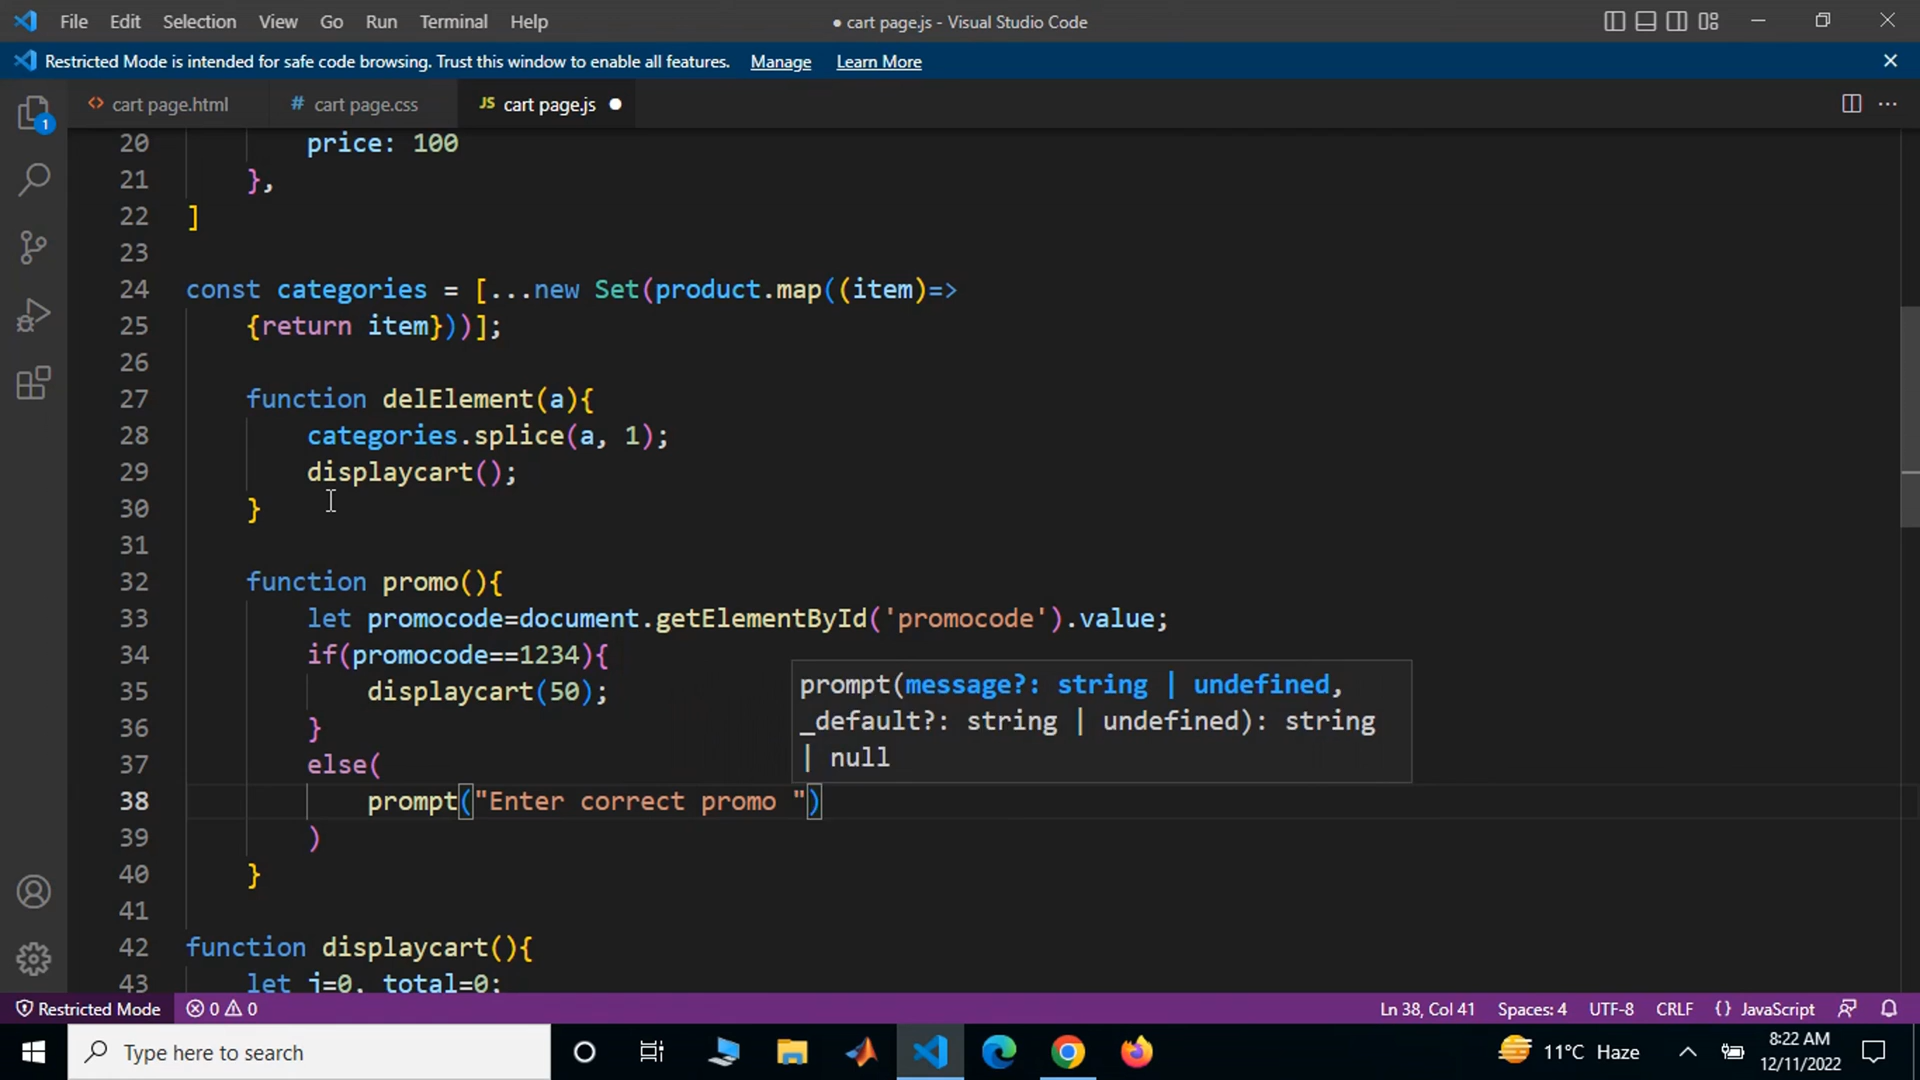 File Edit Selection View Go Run Terminal Help ● cart page.js - Visual Studio Code
Restricted Mode is intended for safe code browsing. Trust this window to enable all features. Manage Learn More
cart page.html # cart page.css JS cart page.js
20 price: 100
21 },
22 ]
23
24 const categories = [...new Set(product.map((item)=>
25 {return item}))];
26
27 function delElement(a){
28 categories.splice(a, 1);
29 displaycart();
30 }
31
32 function promo(){
33 let promocode=document.getElementById('promocode').value;
34 if(promocode==1234){
35 displaycart(50);
36 }
37 else(
38 prompt("Enter correct promo ")
39 )
40 }
41
42 function displaycart(){
43 let j=0, total=0;
prompt(message?: string | undefined,
_default?: string | undefined): string
| null
1
Restricted Mode 0 0 Ln 38, Col 41 Spaces: 4 UTF-8 CRLF {} JavaScript
Type here to search 11°C Haze 8:22 AM
12/11/2022